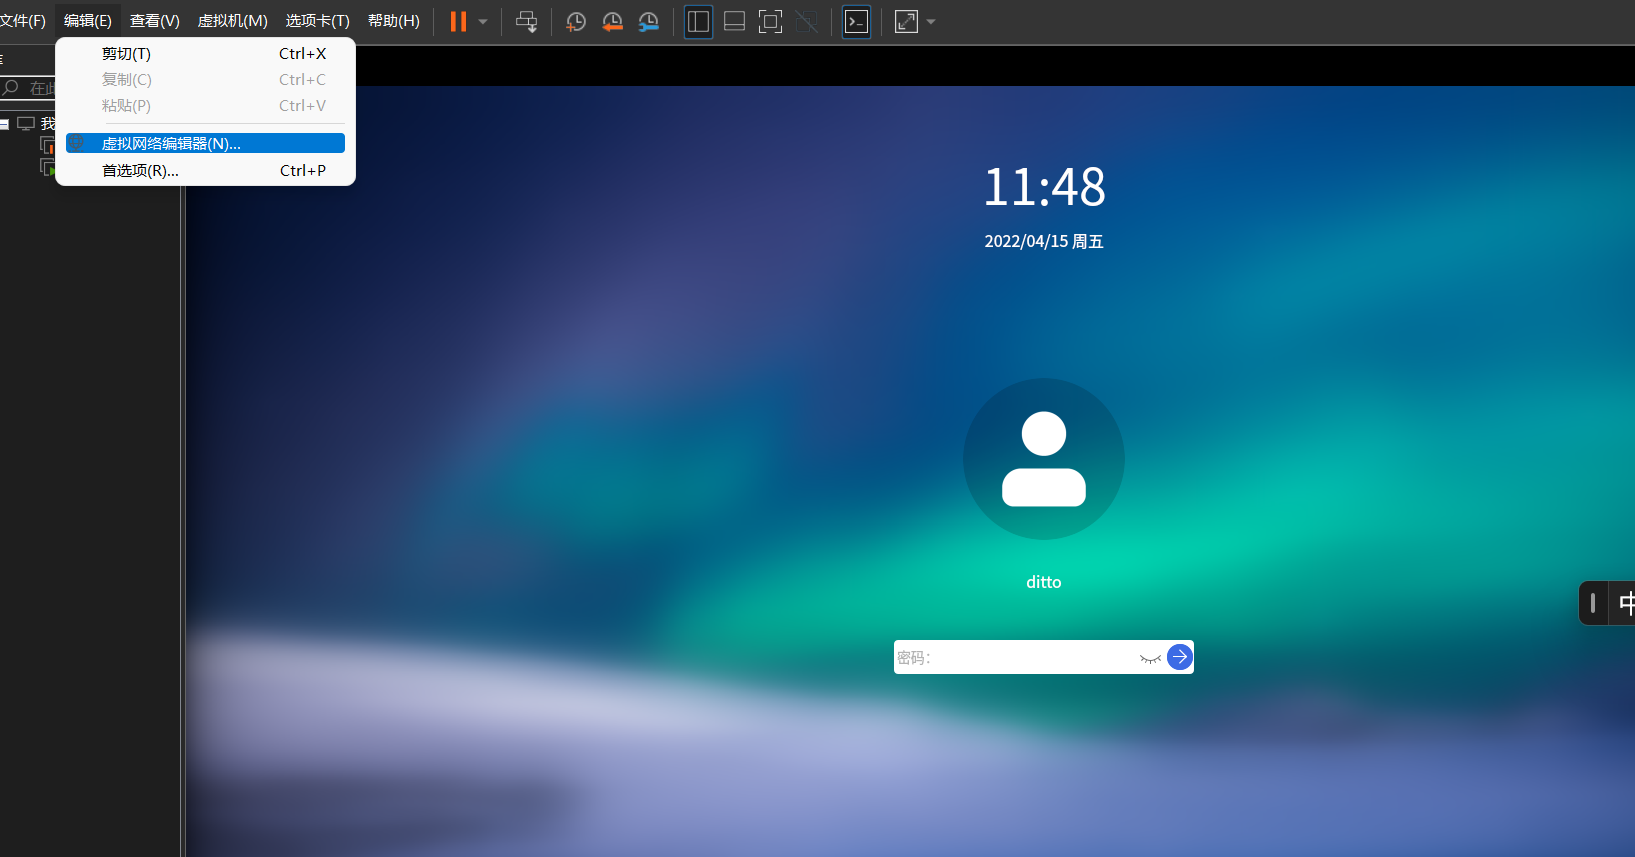 文件(F) 编辑(E) 查看(V) 虚拟机(M) 选项卡(T) 帮助(H)
剪切(T) Ctrl+X
复制(C) Ctrl+C
粘贴(P) Ctrl+V
虚拟网络编辑器(N)...
首选项(R)... Ctrl+P
在此
我
11:48
2022/04/15 周五
ditto
密码:
中